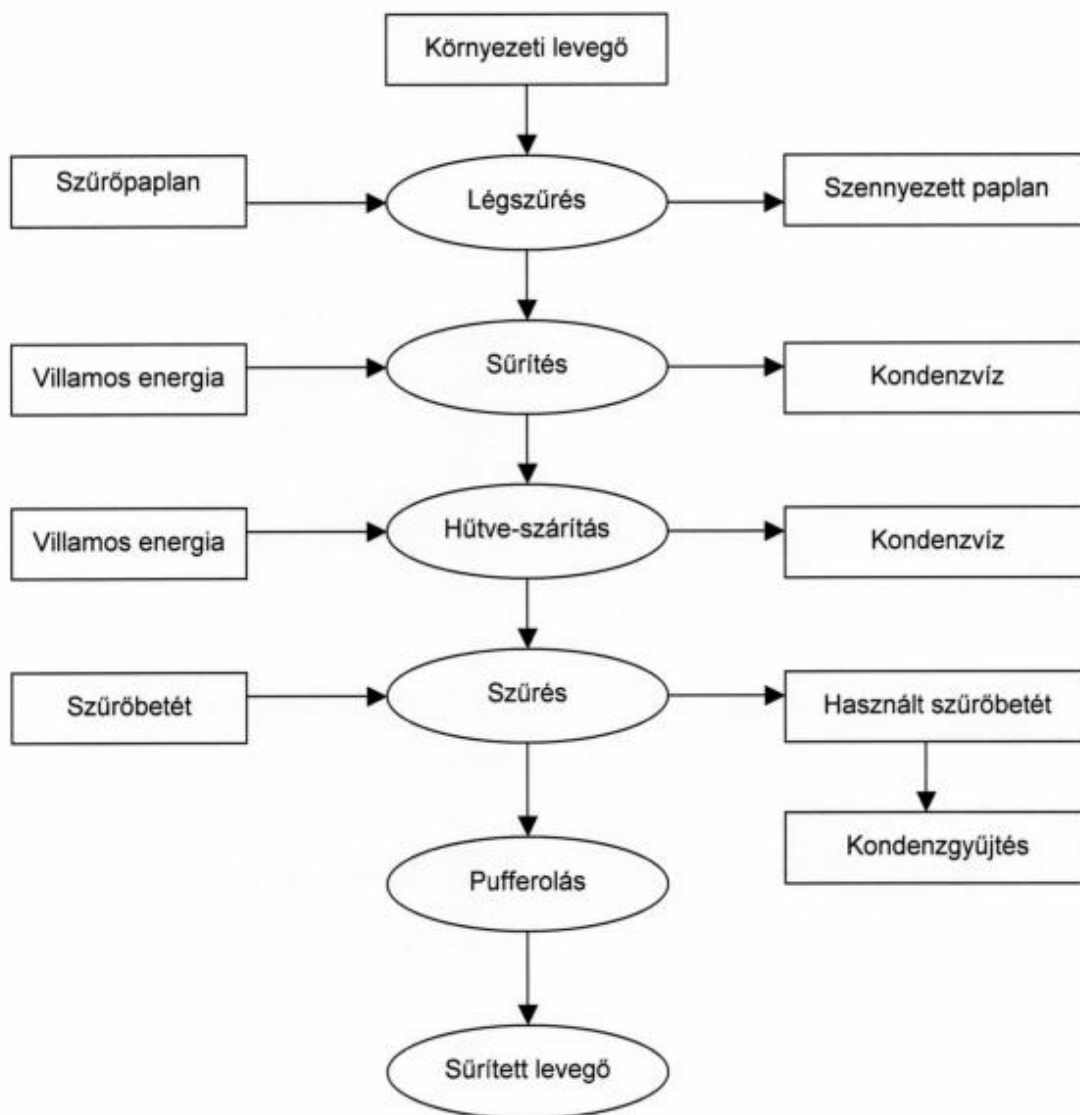 Környezeti levegő
Szűrőpaplan
Légszűrés
Szennyezett paplan
Villamos energia
Sűrítés
Kondenzvíz
Villamos energia
Hűtve-szárítás
Kondenzvíz
Szűrőbetét
Szűrés
Használt szűrőbetét
Kondenzgyűjtés
Pufferolás
Sűrített levegő